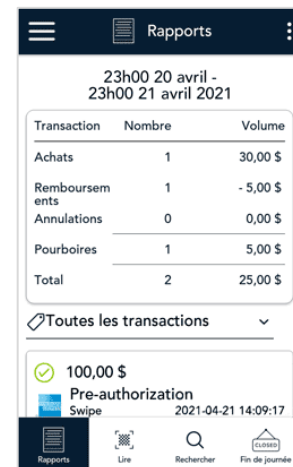 Rapports
23h00 20 avril -
23h00 21 avril 2021
Transaction Nombre Volume
Achats 1 30,00 $
Remboursem
ents 1 - 5,00 $
Annulations 0 0,00 $
Pourboires 1 5,00 $
Total 2 25,00 $
Toutes les transactions
100,00 $
Pre-authorization
Swipe 2021-04-21 14:09:17
Rapports Lire Rechercher CLOSED Fin de journée